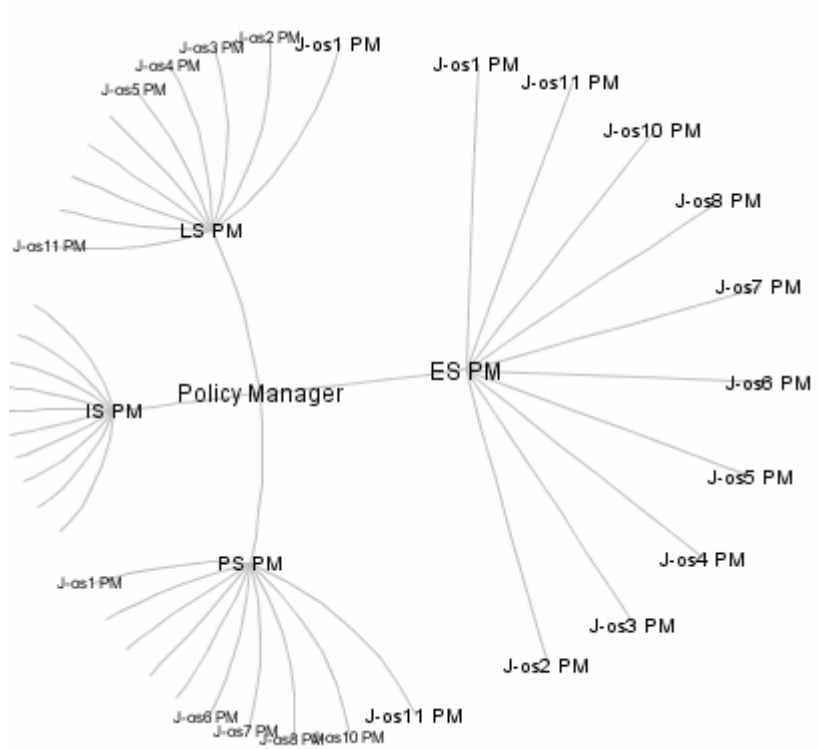 J-os1 PM
J-os2 PM
J-os3 PM
J-os4 PM
J-os5 PM
LS PM
J-os11 PM
J-os1 PM
J-os11 PM
J-os10 PM
J-os8 PM
J-os7 PM
J-os6 PM
J-os5 PM
J-os4 PM
J-os3 PM
J-os2 PM
ES PM
Policy Manager
IS PM
PS PM
J-os1 PM
J-os6 PM
J-os7 PM
J-os8 PM
J-os10 PM
J-os11 PM